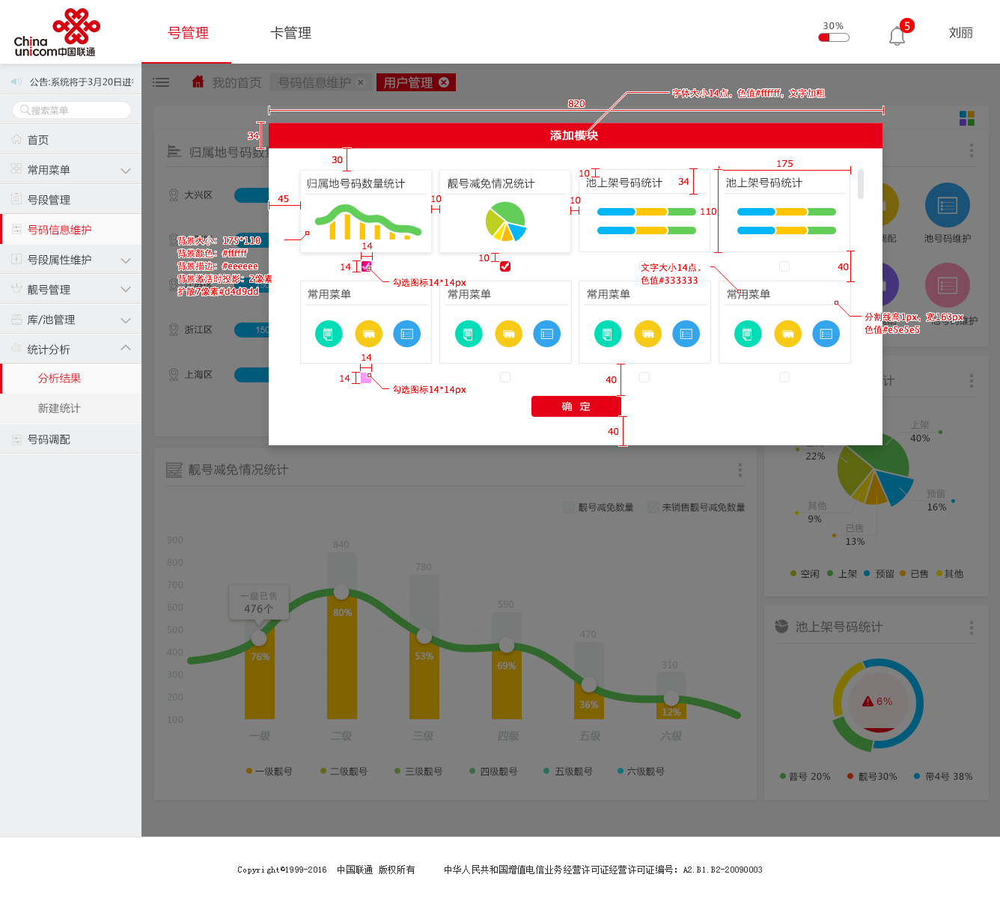 China
unicom中国联通
号管理
卡管理
30%
5
刘丽
公告:系统将于3月20日进行
我的首页
号码信息维护
用户管理
搜索菜单
首页
常用菜单
号段管理
号码信息维护
号段属性维护
靓号管理
库/池管理
统计分析
分析结果
新建统计
号码调配
字体大小14点，色值#ffffff，文字加粗
820
34
添加模块
归属地号码数量
30
175
归属地号码数量统计
靓号减免情况统计
10
池上架号码统计
34
池上架号码统计
大兴区
45
10
10
110
背景大小：175*110
背景颜色：#ffffff
背景描边：#eeeeee
背景激活时投影：2像素
扩散7像素#d4d9dd
调配
池号码维护
14
14
10
勾选图标14*14px
文字大小14点，
色值#333333
40
常用菜单
常用菜单
常用菜单
常用菜单
分割线高1px，宽163px
色值#e5e5e5
池号码维护
浙江区
150
上海区
14
14
勾选图标14*14px
40
确 定
40
计
上架
40%
22%
预留
16%
其他
9%
已售
13%
空闲
上架
预留
已售
其他
靓号减免情况统计
靓号减免数量
未销售靓号减免数量
900
800
700
600
500
400
300
200
100
840
780
590
470
310
一级已售
476个
76%
80%
53%
69%
36%
12%
一级
二级
三级
四级
五级
六级
一级靓号
二级靓号
三级靓号
四级靓号
五级靓号
六级靓号
池上架号码统计
6%
普号 20%
靓号30%
带4号 38%
Copyright©1999-2016 中国联通 版权所有 中华人民共和国增值电信业务经营许可证经营许可证编号：A2.B1.B2-20090003